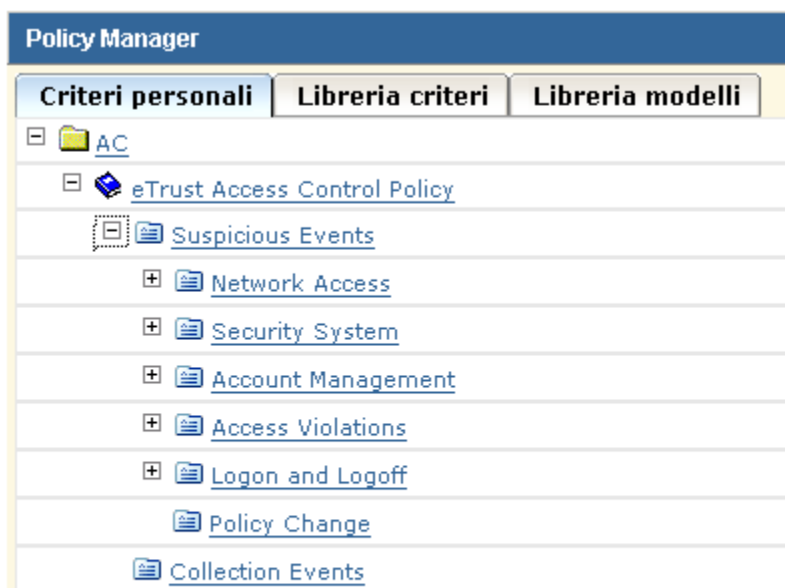 Policy Manager
Criteri personali Libreria criteri Libreria modelli
AC
eTrust Access Control Policy
Suspicious Events
Network Access
Security System
Account Management
Access Violations
Logon and Logoff
Policy Change
Collection Events